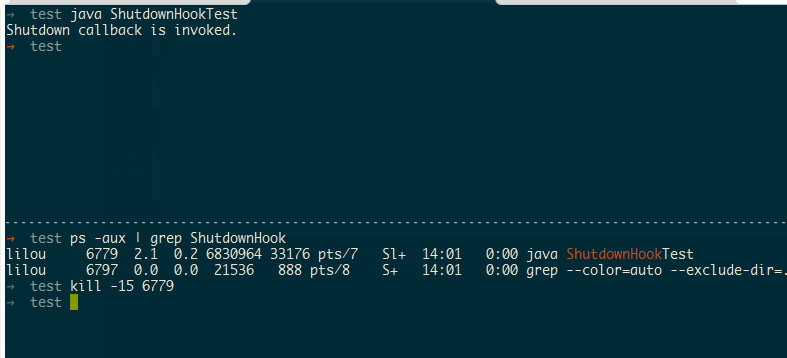 → test java ShutdownHookTest
Shutdown callback is invoked.
→ test
→ test ps -aux | grep ShutdownHook
lilou 6779 2.1 0.2 6830964 33176 pts/7 Sl+ 14:01 0:00 java ShutdownHookTest
lilou 6797 0.0 0.0 21536 888 pts/8 S+ 14:01 0:00 grep --color=auto --exclude-dir=.
→ test kill -15 6779
→ test